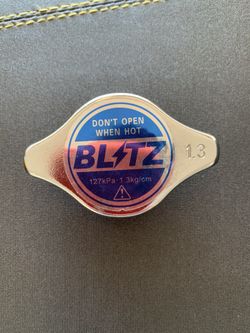 DON'T OPEN
WHEN HOT
BLITZ
1.3
127kPa·1.3kg/cm